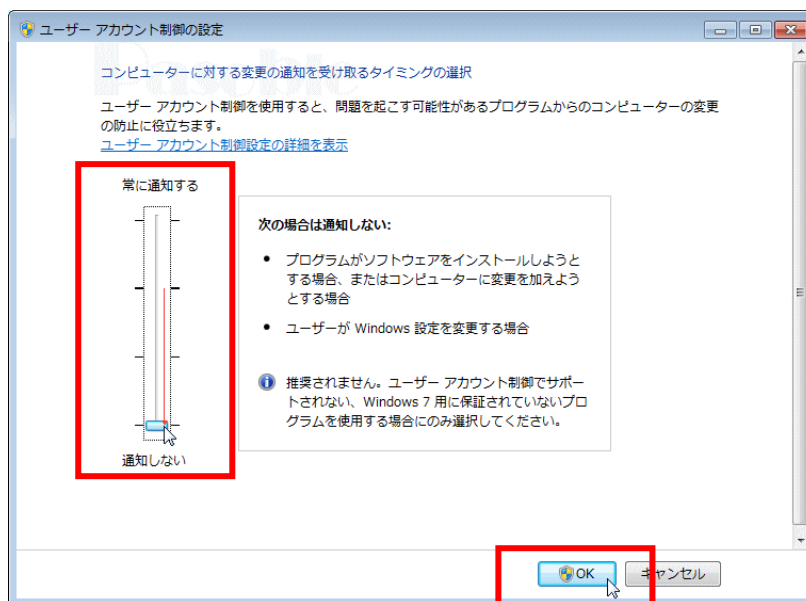 ユーザー アカウント制御の設定
コンピューターに対する変更の通知を受け取るタイミングの選択
ユーザー アカウント制御を使用すると、問題を起こす可能性があるプログラムからのコンピューターの変更
の防止に役立ちます。
ユーザー アカウント制御設定の詳細を表示
常に通知する
次の場合は通知しない:
● プログラムがソフトウェアをインストールしようと
する場合、またはコンピューターに変更を加えよう
とする場合
● ユーザーが Windows 設定を変更する場合
推奨されません。ユーザー アカウント制御でサポー
トされない、Windows 7 用に保証されていないプロ
グラムを使用する場合にのみ選択してください。
通知しない
OK
キャンセル